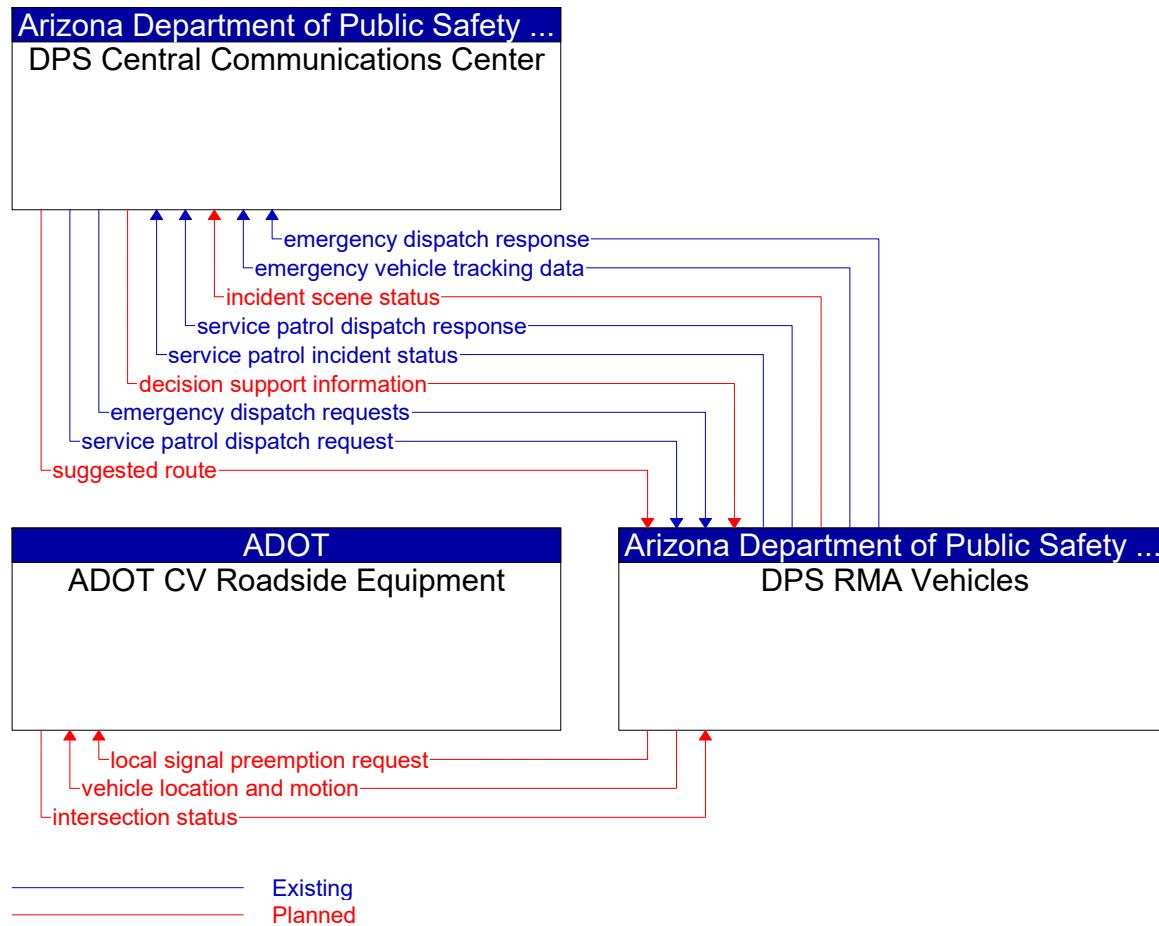 Arizona Department of Public Safety ...
DPS Central Communications Center
emergency dispatch response
emergency vehicle tracking data
incident scene status
service patrol dispatch response
service patrol incident status
decision support information
emergency dispatch requests
service patrol dispatch request
suggested route
ADOT
ADOT CV Roadside Equipment
Arizona Department of Public Safety ...
DPS RMA Vehicles
local signal preemption request
vehicle location and motion
intersection status
Existing
Planned